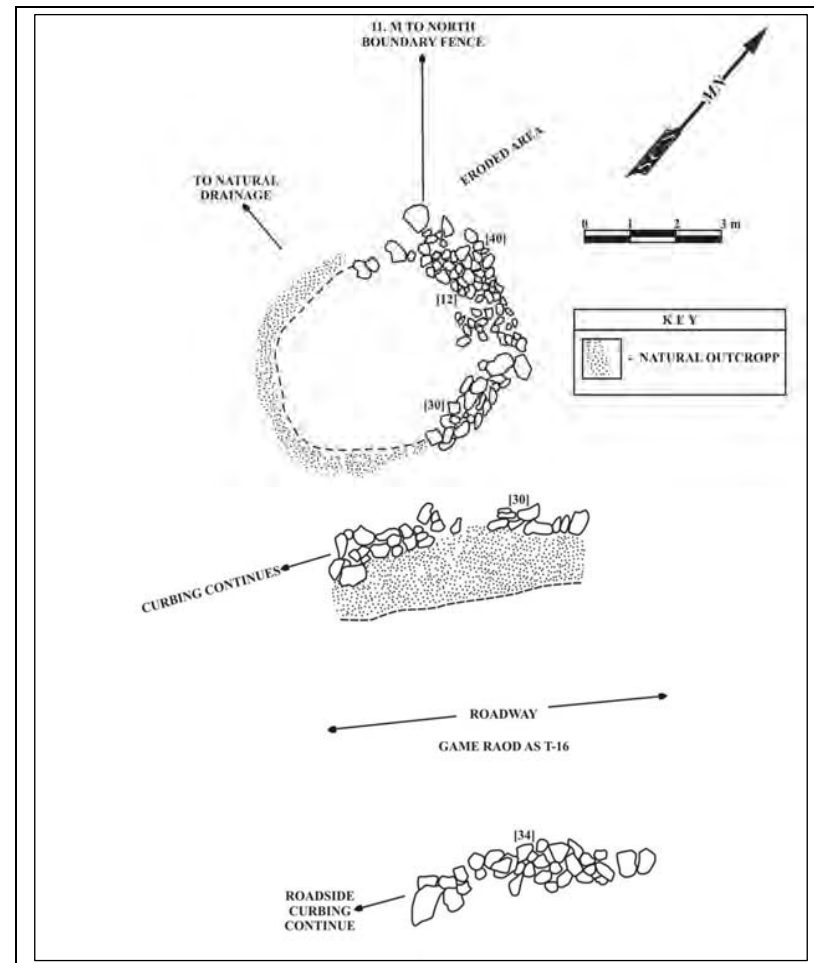 11. M TO NORTH
BOUNDARY FENCE
MN
ERODED AREA
TO NATURAL
DRAINAGE
0 1 2 3 m
[40]
[12]
KEY
- NATURAL OUTCROPP
[30]
[30]
CURBING CONTINUES
ROADWAY
GAME RAOD AS T-16
[34]
ROADSIDE
CURBING
CONTINUE